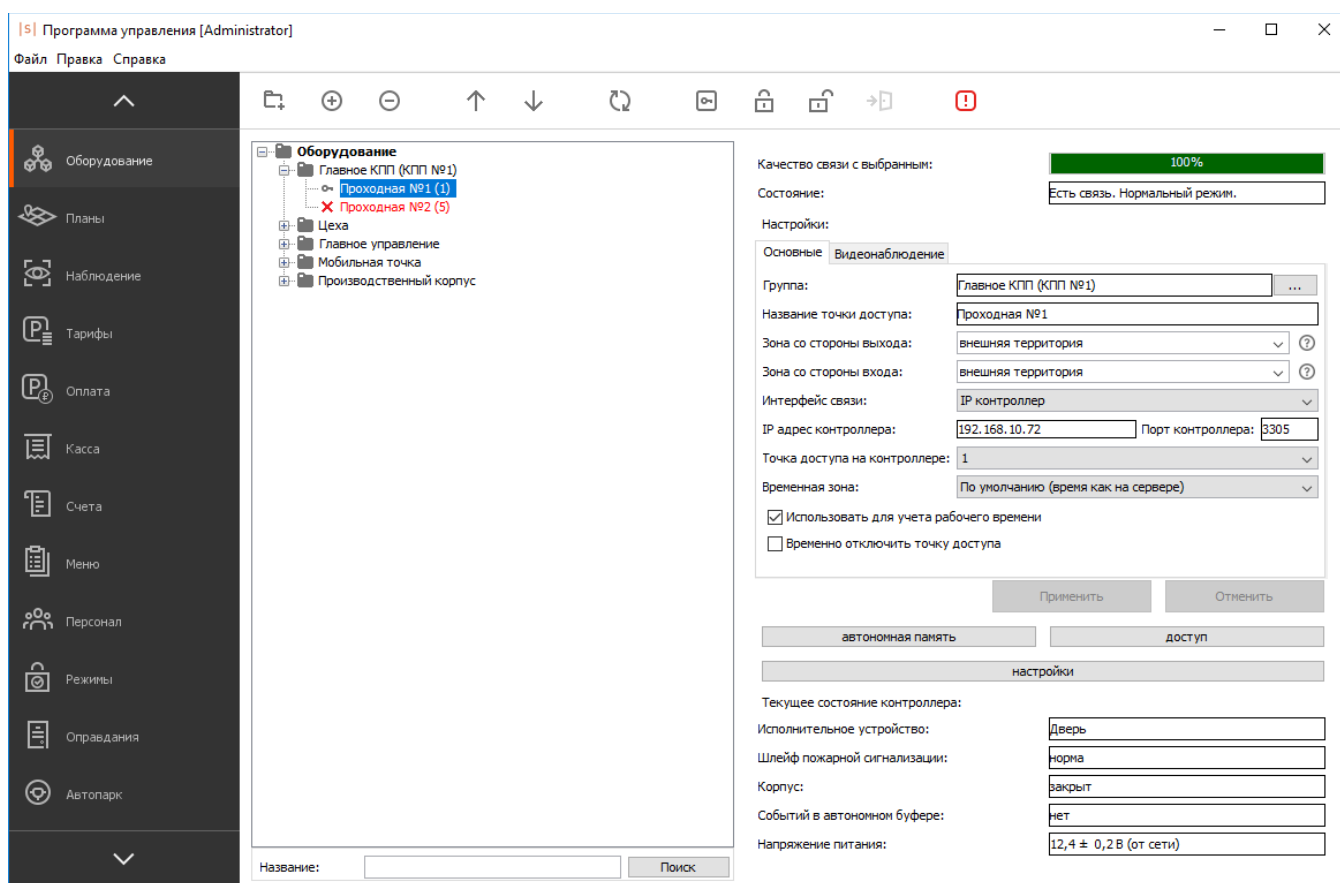 |S| Программа управления [Administrator]
Файл Правка Справка
Оборудование
Планы
Наблюдение
Тарифы
Оплата
Касса
Счета
Меню
Персонал
Режимы
Оправдания
Автопарк
Оборудование
Главное КПП (КПП №1)
Проходная №1 (1)
Проходная №2 (5)
Цеха
Главное управление
Мобильная точка
Производственный корпус
Название: Поиск
Качество связи с выбранным: 100%
Состояние: Есть связь. Нормальный режим.
Настройки:
Основные Видеонаблюдение
Группа: Главное КПП (КПП №1) ...
Название точки доступа: Проходная №1
Зона со стороны выхода: внешняя территория ?
Зона со стороны входа: внешняя территория ?
Интерфейс связи: IP контроллер
IP адрес контроллера: 192.168.10.72 Порт контроллера: 3305
Точка доступа на контроллере: 1
Временная зона: По умолчанию (время как на сервере)
Использовать для учета рабочего времени
Временно отключить точку доступа
Применить Отменить
автономная память доступ
настройки
Текущее состояние контроллера:
Исполнительное устройство: Дверь
Шлейф пожарной сигнализации: норма
Корпус: закрыт
Событий в автономном буфере: нет
Напряжение питания: 12,4 ± 0,2 В (от сети)